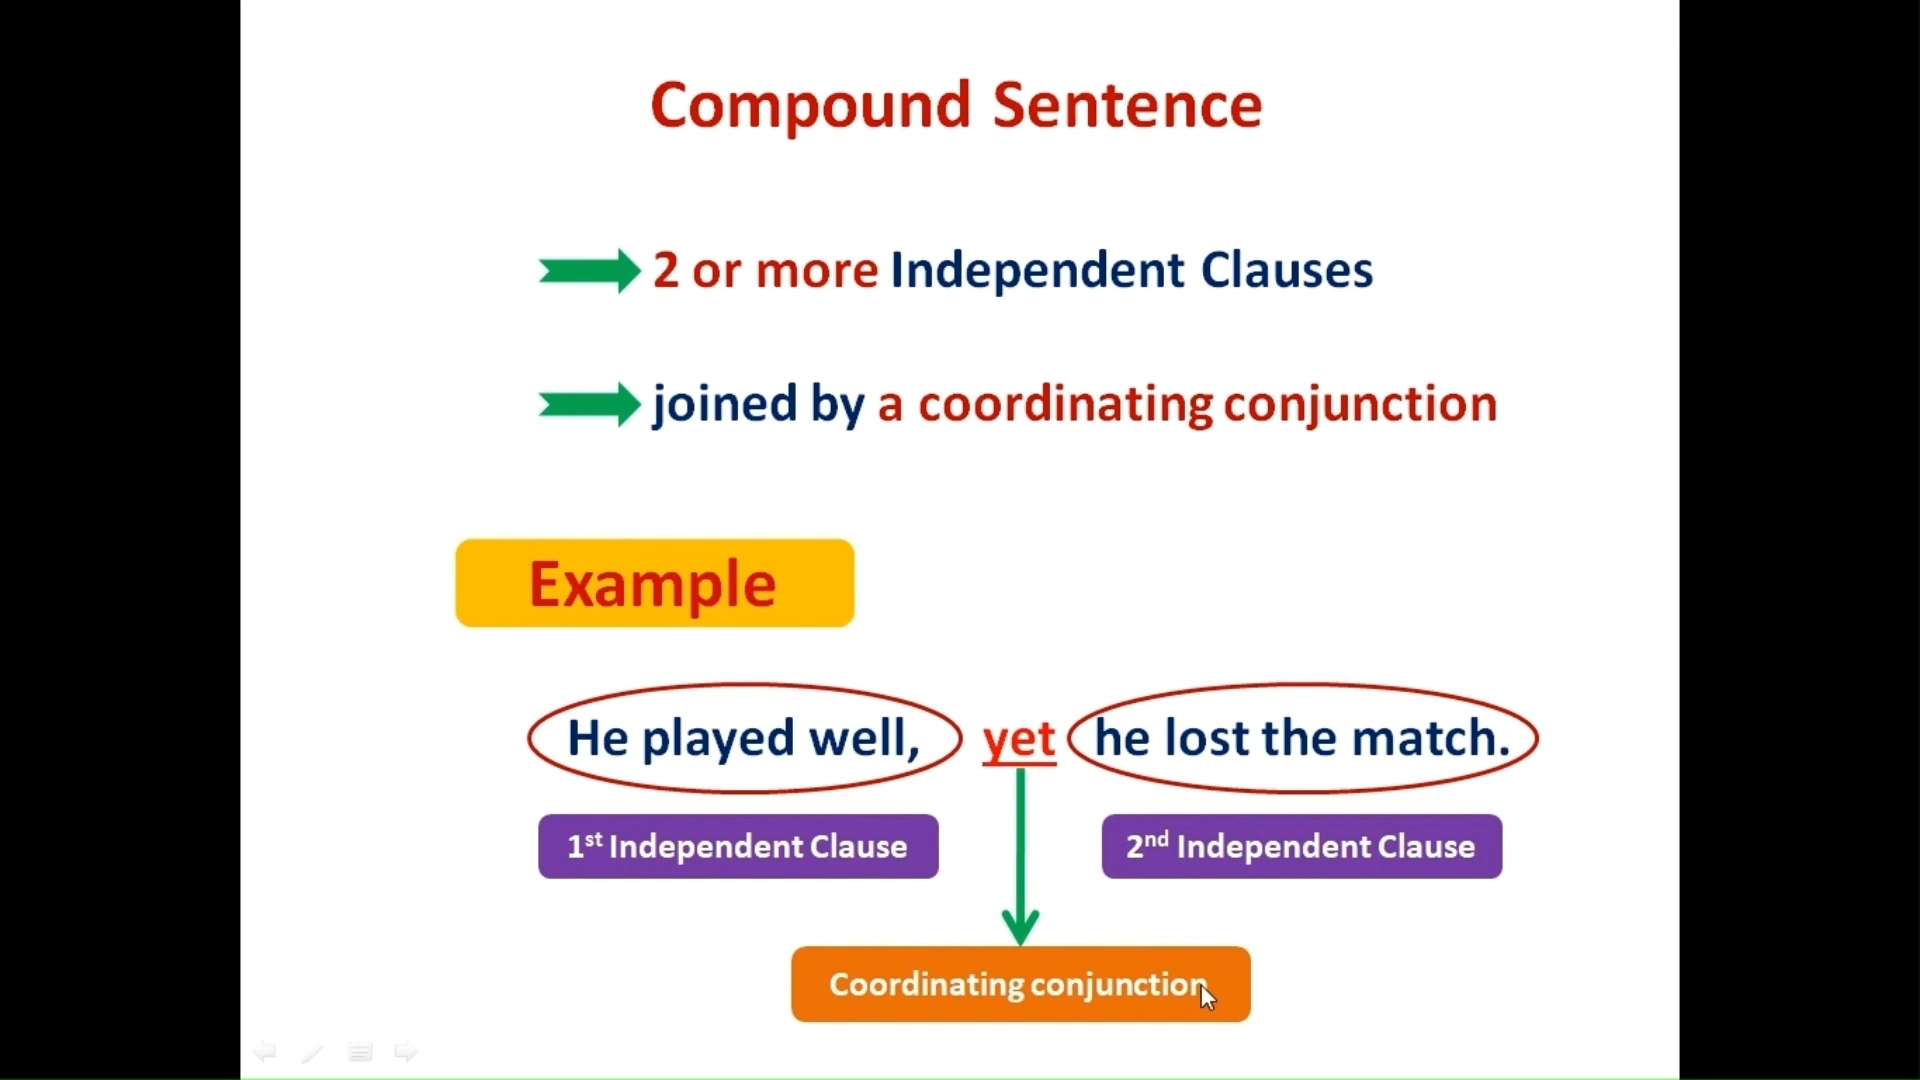 Compound Sentence
2 or more Independent Clauses
joined by a coordinating conjunction
Example
He played well, yet he lost the match.
1st Independent Clause
2nd Independent Clause
Coordinating conjunction